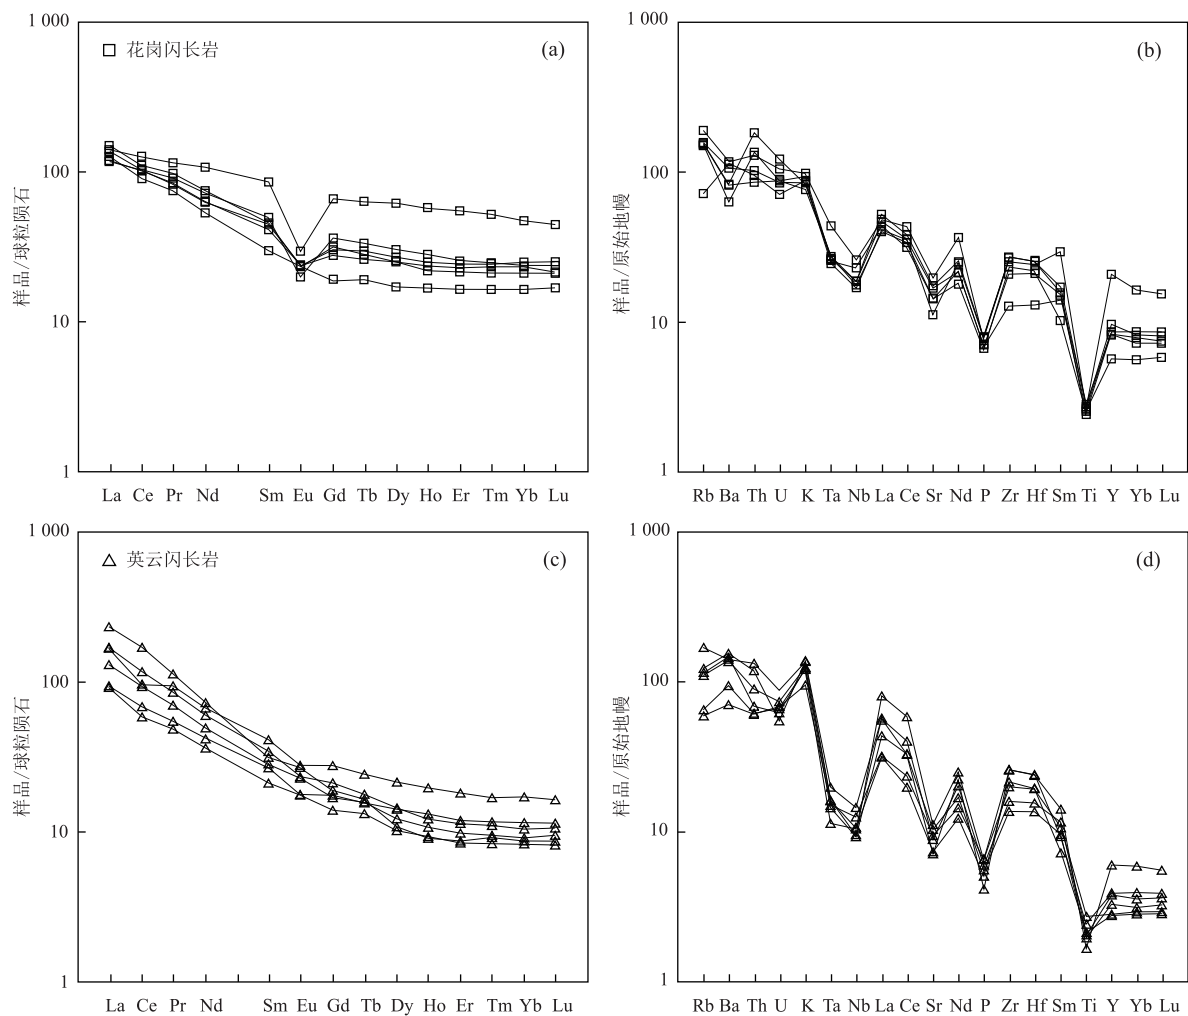 1 000
100
10
1
样品/球粒陨石
花岗闪长岩
(a)
La Ce Pr Nd Sm Eu Gd Tb Dy Ho Er Tm Yb Lu
1 000
100
10
1
样品/原始地幔
(b)
Rb Ba Th U K Ta Nb La Ce Sr Nd P Zr Hf Sm Ti Y Yb Lu
1 000
100
10
1
样品/球粒陨石
英云闪长岩
(c)
La Ce Pr Nd Sm Eu Gd Tb Dy Ho Er Tm Yb Lu
1 000
100
10
1
样品/原始地幔
(d)
Rb Ba Th U K Ta Nb La Ce Sr Nd P Zr Hf Sm Ti Y Yb Lu